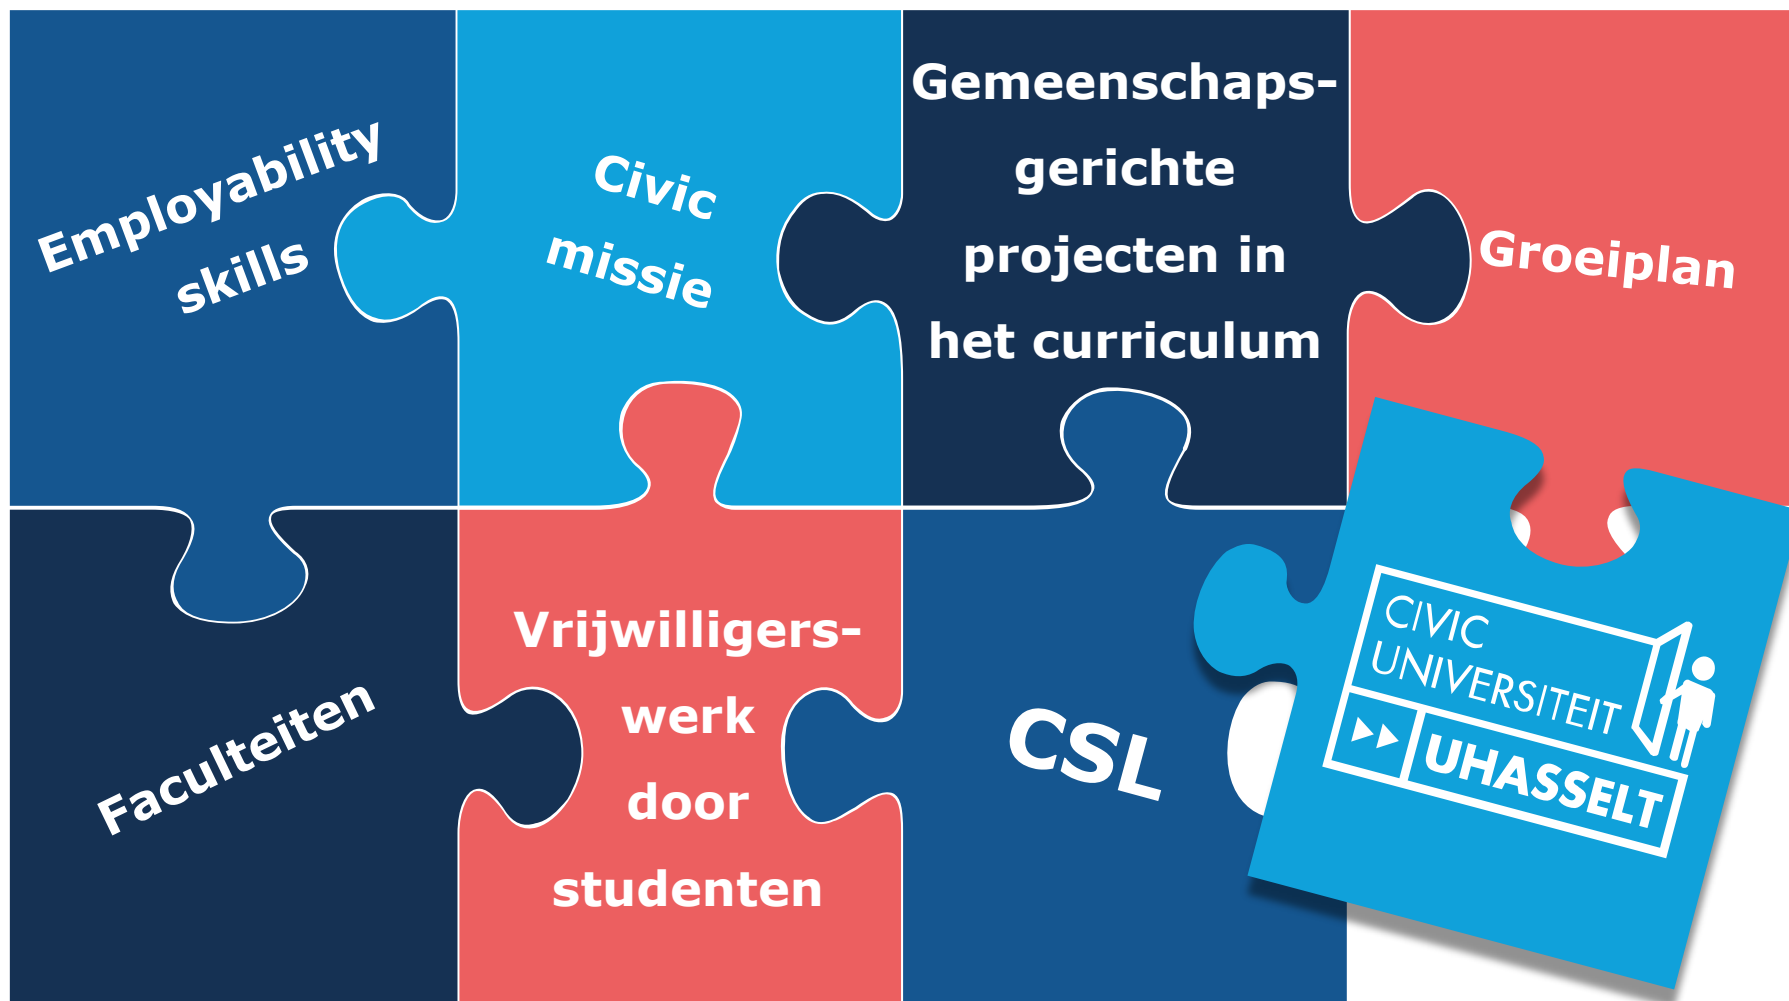 Employability
skills
Civic
missie
Gemeenschaps-
gerichte
projecten in
het curriculum
Groeiplan
Faculteiten
Vrijwilligers-
werk
door
studenten
CSL
CIVIC
UNIVERSITEIT
UHASSELT